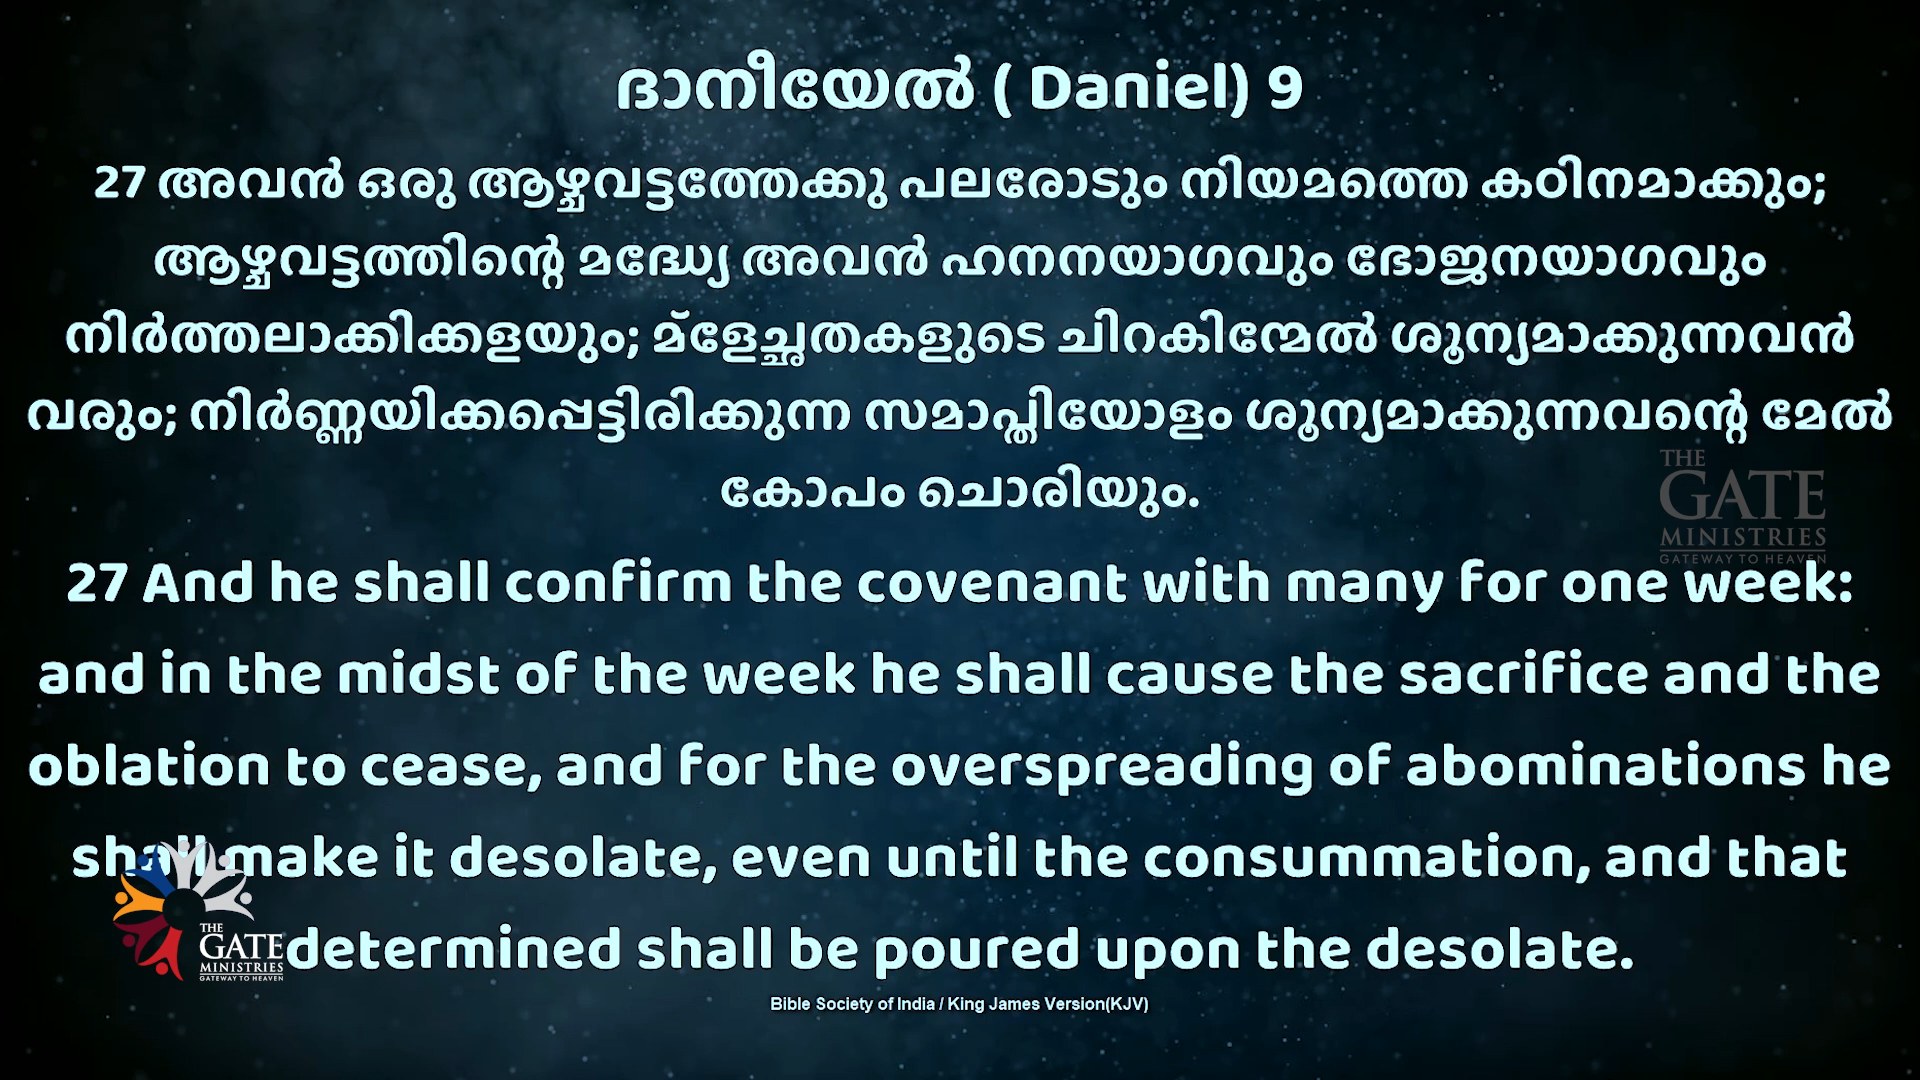 ദാനീയേൽ ( Daniel) 9
27 അവൻ ഒരു ആഴ്ചവട്ടത്തേക്കു പലരോടും നിയമത്തെ കഠിനമാക്കും;
ആഴ്ചവട്ടത്തിന്റെ മദ്ധ്യേ അവൻ ഹനനയാഗവും ഭോജനയാഗവും
നിർത്തലാക്കിക്കളയും; മ്ളേച്ഛതകളുടെ ചിറകിന്മേൽ ശൂന്യമാക്കുന്നവൻ
വരും; നിർണ്ണയിക്കപ്പെട്ടിരിക്കുന്ന സമാപ്തിയോളം ശൂന്യമാക്കുന്നവന്റെ മേൽ
കോപം ചൊരിയും.
THE
GATE
MINISTRIES
GATEWAY TO HEAVEN
27 And he shall confirm the covenant with many for one week:
and in the midst of the week he shall cause the sacrifice and the
oblation to cease, and for the overspreading of abominations he
shall make it desolate, even until the consummation, and that
determined shall be poured upon the desolate.
THE
GATE
MINISTRIES
GATEWAY TO HEAVEN
Bible Society of India / King James Version(KJV)